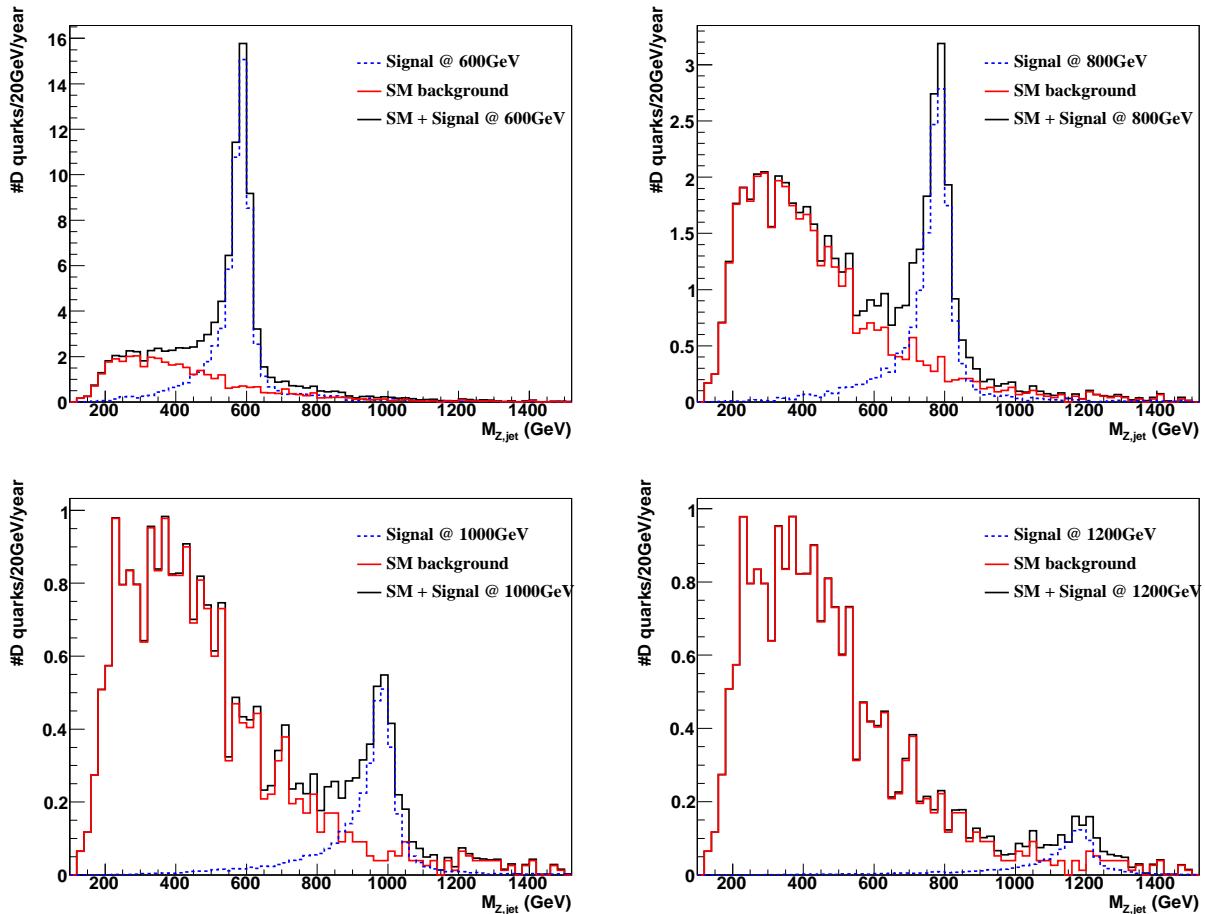 #D quarks/20GeV/year
16
14
12
10
8
6
4
2
0
Signal @ 600GeV
SM background
SM + Signal @ 600GeV
200 400 600 800 1000 1200 1400
M_Z,jet (GeV)
#D quarks/20GeV/year
3
2.5
2
1.5
1
0.5
0
Signal @ 800GeV
SM background
SM + Signal @ 800GeV
200 400 600 800 1000 1200 1400
M_Z,jet (GeV)
#D quarks/20GeV/year
1
0.8
0.6
0.4
0.2
0
Signal @ 1000GeV
SM background
SM + Signal @ 1000GeV
200 400 600 800 1000 1200 1400
M_Z,jet (GeV)
#D quarks/20GeV/year
1
0.8
0.6
0.4
0.2
0
Signal @ 1200GeV
SM background
SM + Signal @ 1200GeV
200 400 600 800 1000 1200 1400
M_Z,jet (GeV)